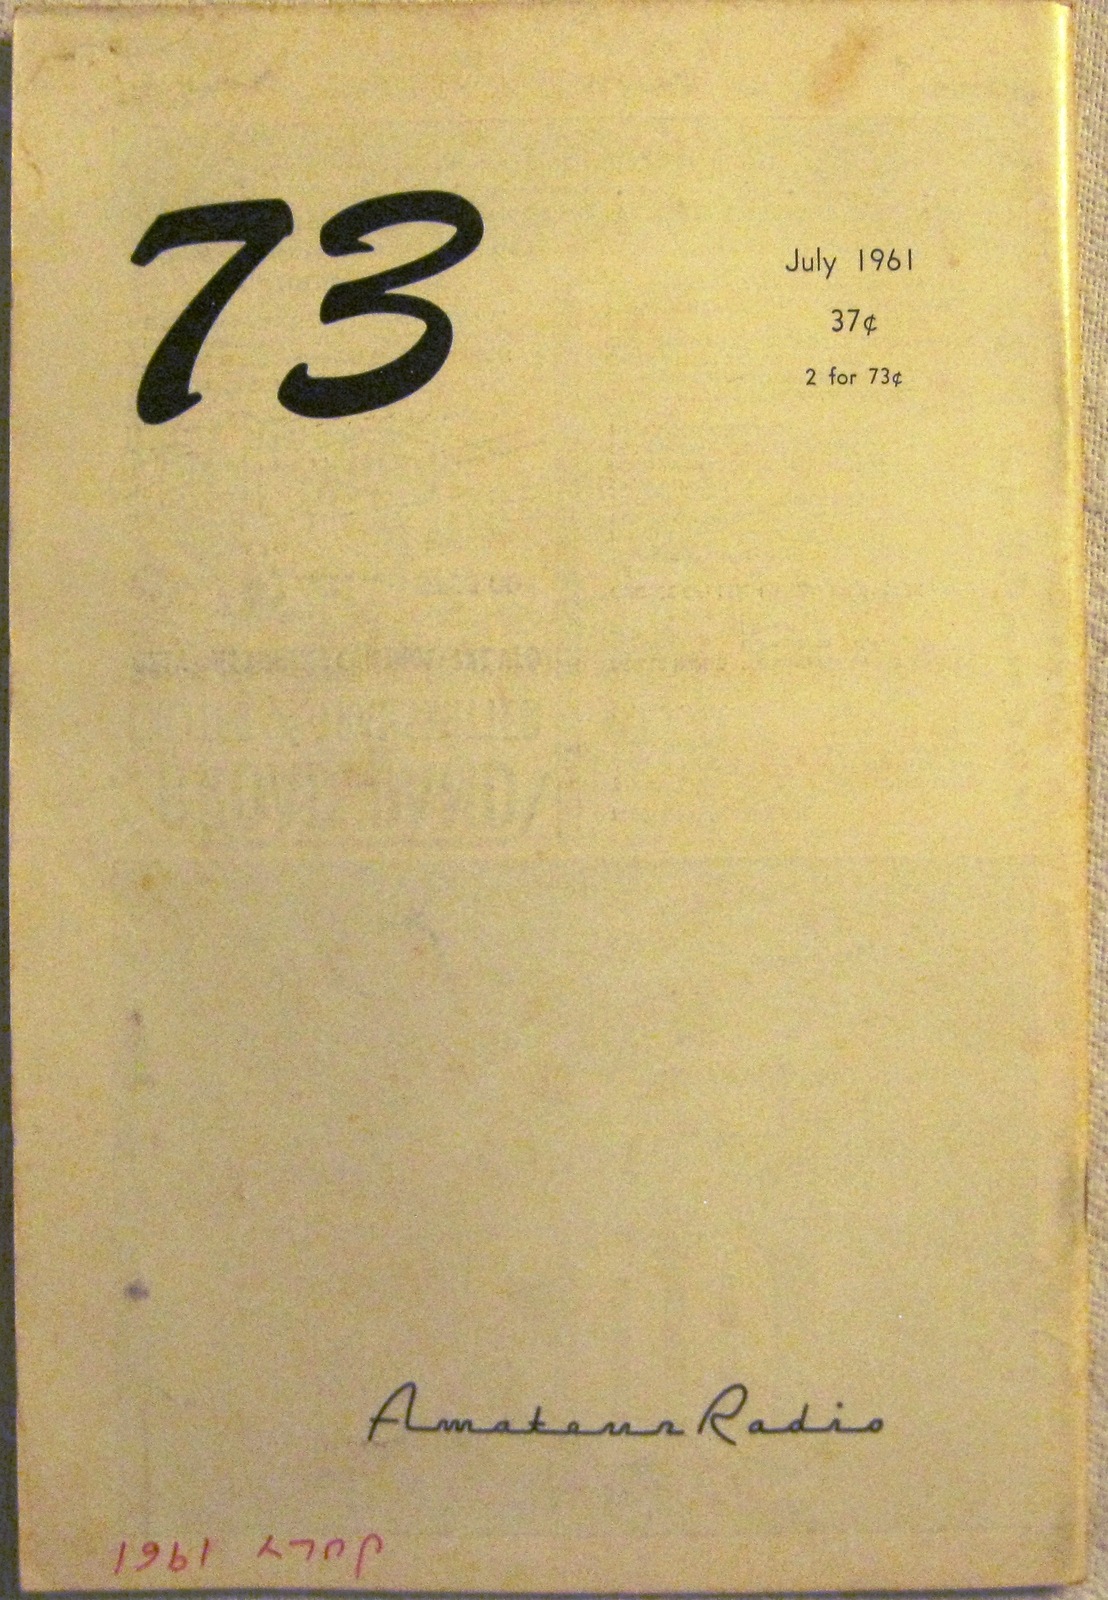 73
July 1961
37¢
2 for 73¢
Amateur Radio
JULY 1961